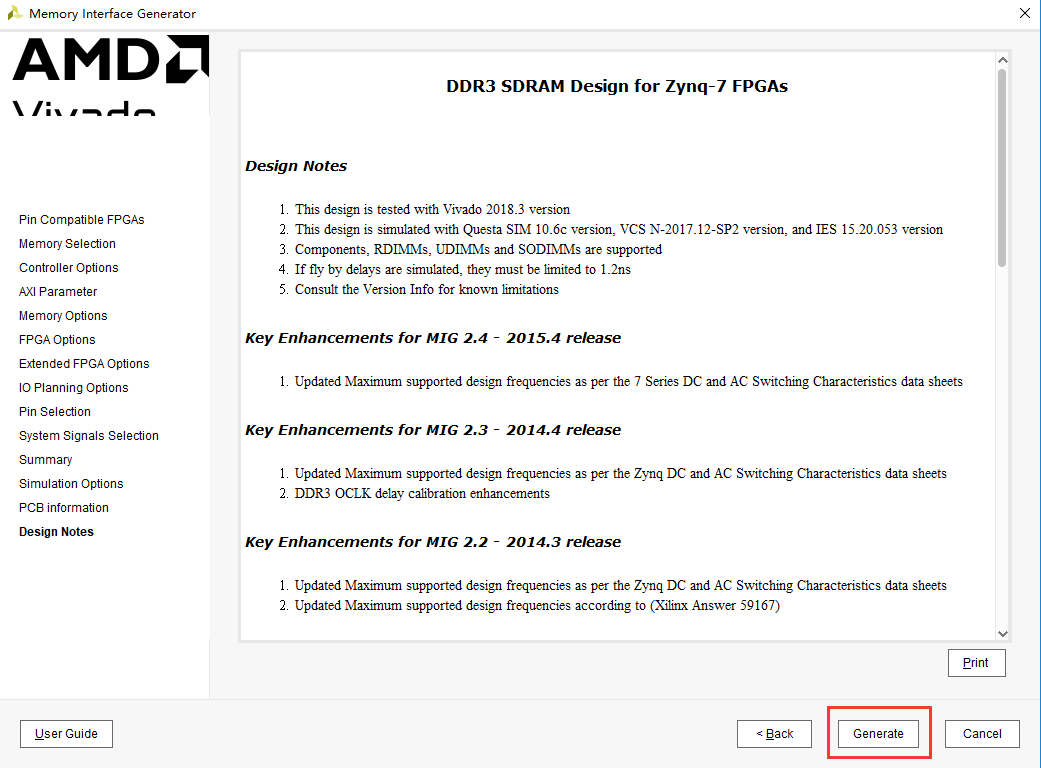 Memory Interface Generator
AMD
Vivado
Pin Compatible FPGAs
Memory Selection
Controller Options
AXI Parameter
Memory Options
FPGA Options
Extended FPGA Options
IO Planning Options
Pin Selection
System Signals Selection
Summary
Simulation Options
PCB information
Design Notes
DDR3 SDRAM Design for Zynq-7 FPGAs
Design Notes
1. This design is tested with Vivado 2018.3 version
2. This design is simulated with Questa SIM 10.6c version, VCS N-2017.12-SP2 version, and IES 15.20.053 version
3. Components, RDIMMs, UDIMMs and SODIMMs are supported
4. If fly by delays are simulated, they must be limited to 1.2ns
5. Consult the Version Info for known limitations
Key Enhancements for MIG 2.4 - 2015.4 release
1. Updated Maximum supported design frequencies as per the 7 Series DC and AC Switching Characteristics data sheets
Key Enhancements for MIG 2.3 - 2014.4 release
1. Updated Maximum supported design frequencies as per the Zynq DC and AC Switching Characteristics data sheets
2. DDR3 OCLK delay calibration enhancements
Key Enhancements for MIG 2.2 - 2014.3 release
1. Updated Maximum supported design frequencies as per the Zynq DC and AC Switching Characteristics data sheets
2. Updated Maximum supported design frequencies according to (Xilinx Answer 59167)
Print
User Guide
< Back
Generate
Cancel